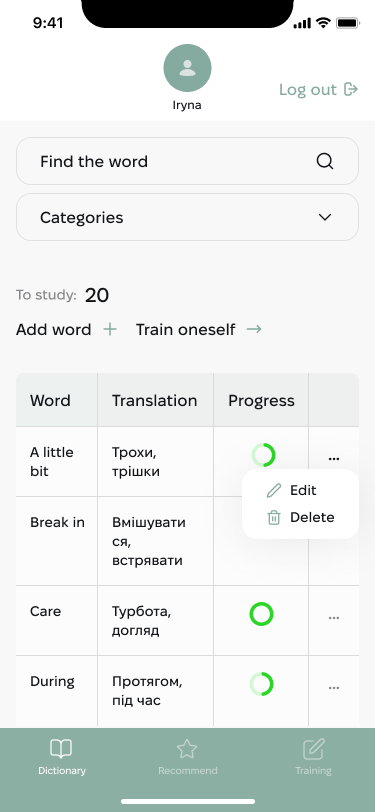 9:41
Iryna
Log out
Find the word
Categories
To study: 20
Add word
Train oneself
Word Translation Progress
A little
bit
Трохи,
трішки
...
Edit
Delete
Break in
Вмішувати
ся,
встрявати
Care
Турбота,
догляд
...
During
Протягом,
під час
...
Dictionary
Recommend
Training